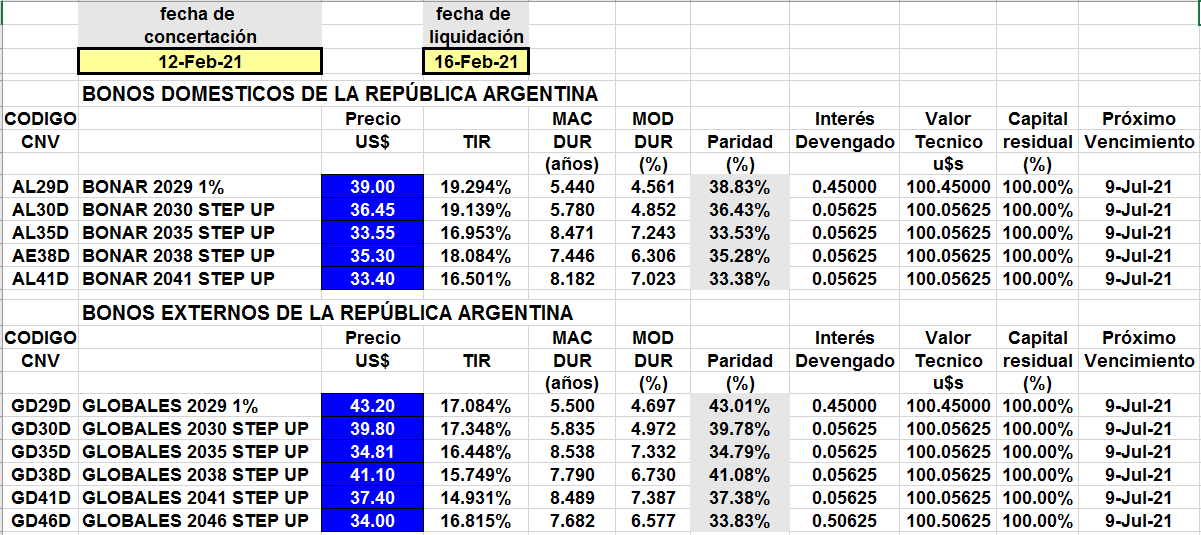 fecha de fecha de
concertación liquidación
12-Feb-21 16-Feb-21
BONOS DOMESTICOS DE LA REPÚBLICA ARGENTINA
CODIGO Precio MAC MOD Interés Valor Capital Próximo
CNV US$ TIR DUR DUR Paridad Devengado Tecnico residual Vencimiento
(años) (%) (%) u$s (%)
AL29D BONAR 2029 1% 39.00 19.294% 5.440 4.561 38.83% 0.45000 100.45000 100.00% 9-Jul-21
AL30D BONAR 2030 STEP UP 36.45 19.139% 5.780 4.852 36.43% 0.05625 100.05625 100.00% 9-Jul-21
AL35D BONAR 2035 STEP UP 33.55 16.953% 8.471 7.243 33.53% 0.05625 100.05625 100.00% 9-Jul-21
AE38D BONAR 2038 STEP UP 35.30 18.084% 7.446 6.306 35.28% 0.05625 100.05625 100.00% 9-Jul-21
AL41D BONAR 2041 STEP UP 33.40 16.501% 8.182 7.023 33.38% 0.05625 100.05625 100.00% 9-Jul-21
BONOS EXTERNOS DE LA REPÚBLICA ARGENTINA
CODIGO Precio MAC MOD Interés Valor Capital Próximo
CNV US$ TIR DUR DUR Paridad Devengado Tecnico residual Vencimiento
(años) (%) (%) u$s (%)
GD29D GLOBALES 2029 1% 43.20 17.084% 5.500 4.697 43.01% 0.45000 100.45000 100.00% 9-Jul-21
GD30D GLOBALES 2030 STEP UP 39.80 17.348% 5.835 4.972 39.78% 0.05625 100.05625 100.00% 9-Jul-21
GD35D GLOBALES 2035 STEP UP 34.81 16.448% 8.538 7.332 34.79% 0.05625 100.05625 100.00% 9-Jul-21
GD38D GLOBALES 2038 STEP UP 41.10 15.749% 7.790 6.730 41.08% 0.05625 100.05625 100.00% 9-Jul-21
GD41D GLOBALES 2041 STEP UP 37.40 14.931% 8.489 7.387 37.38% 0.05625 100.05625 100.00% 9-Jul-21
GD46D GLOBALES 2046 STEP UP 34.00 16.815% 7.682 6.577 33.83% 0.50625 100.50625 100.00% 9-Jul-21